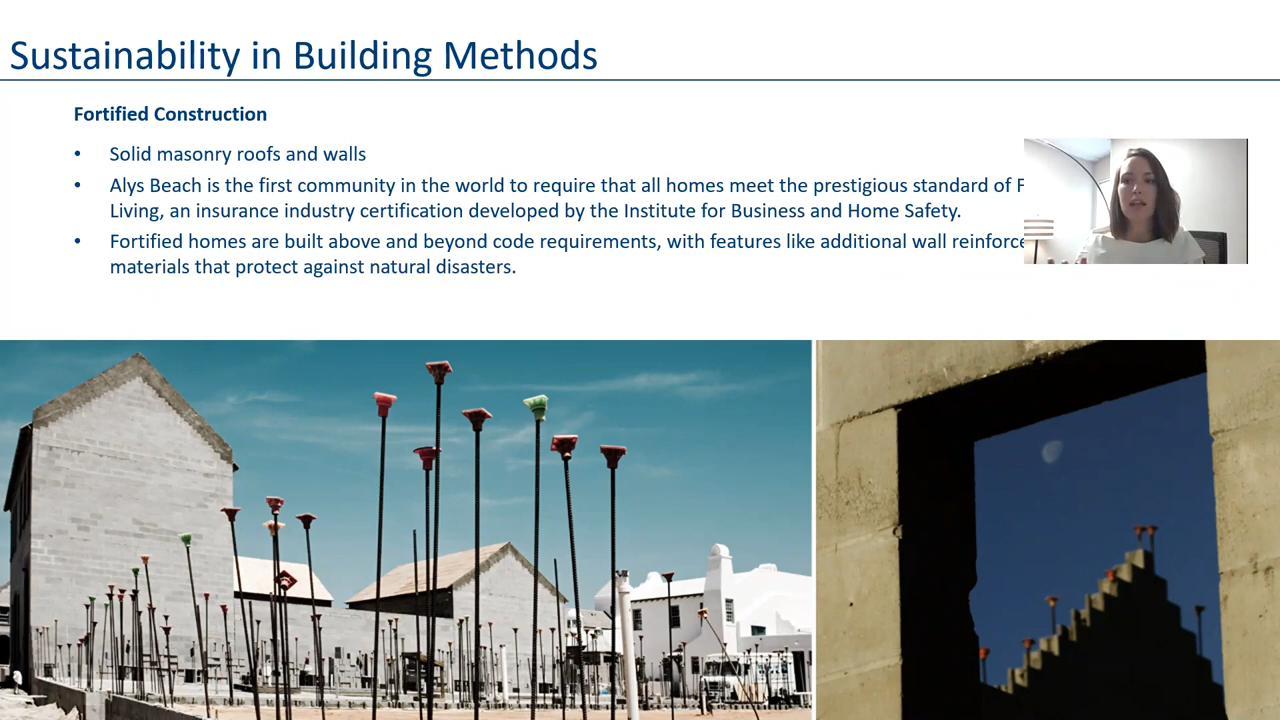 Sustainability in Building Methods
Fortified Construction
• Solid masonry roofs and walls
• Alys Beach is the first community in the world to require that all homes meet the prestigious standard of F
Living, an insurance industry certification developed by the Institute for Business and Home Safety.
• Fortified homes are built above and beyond code requirements, with features like additional wall reinforce
materials that protect against natural disasters.